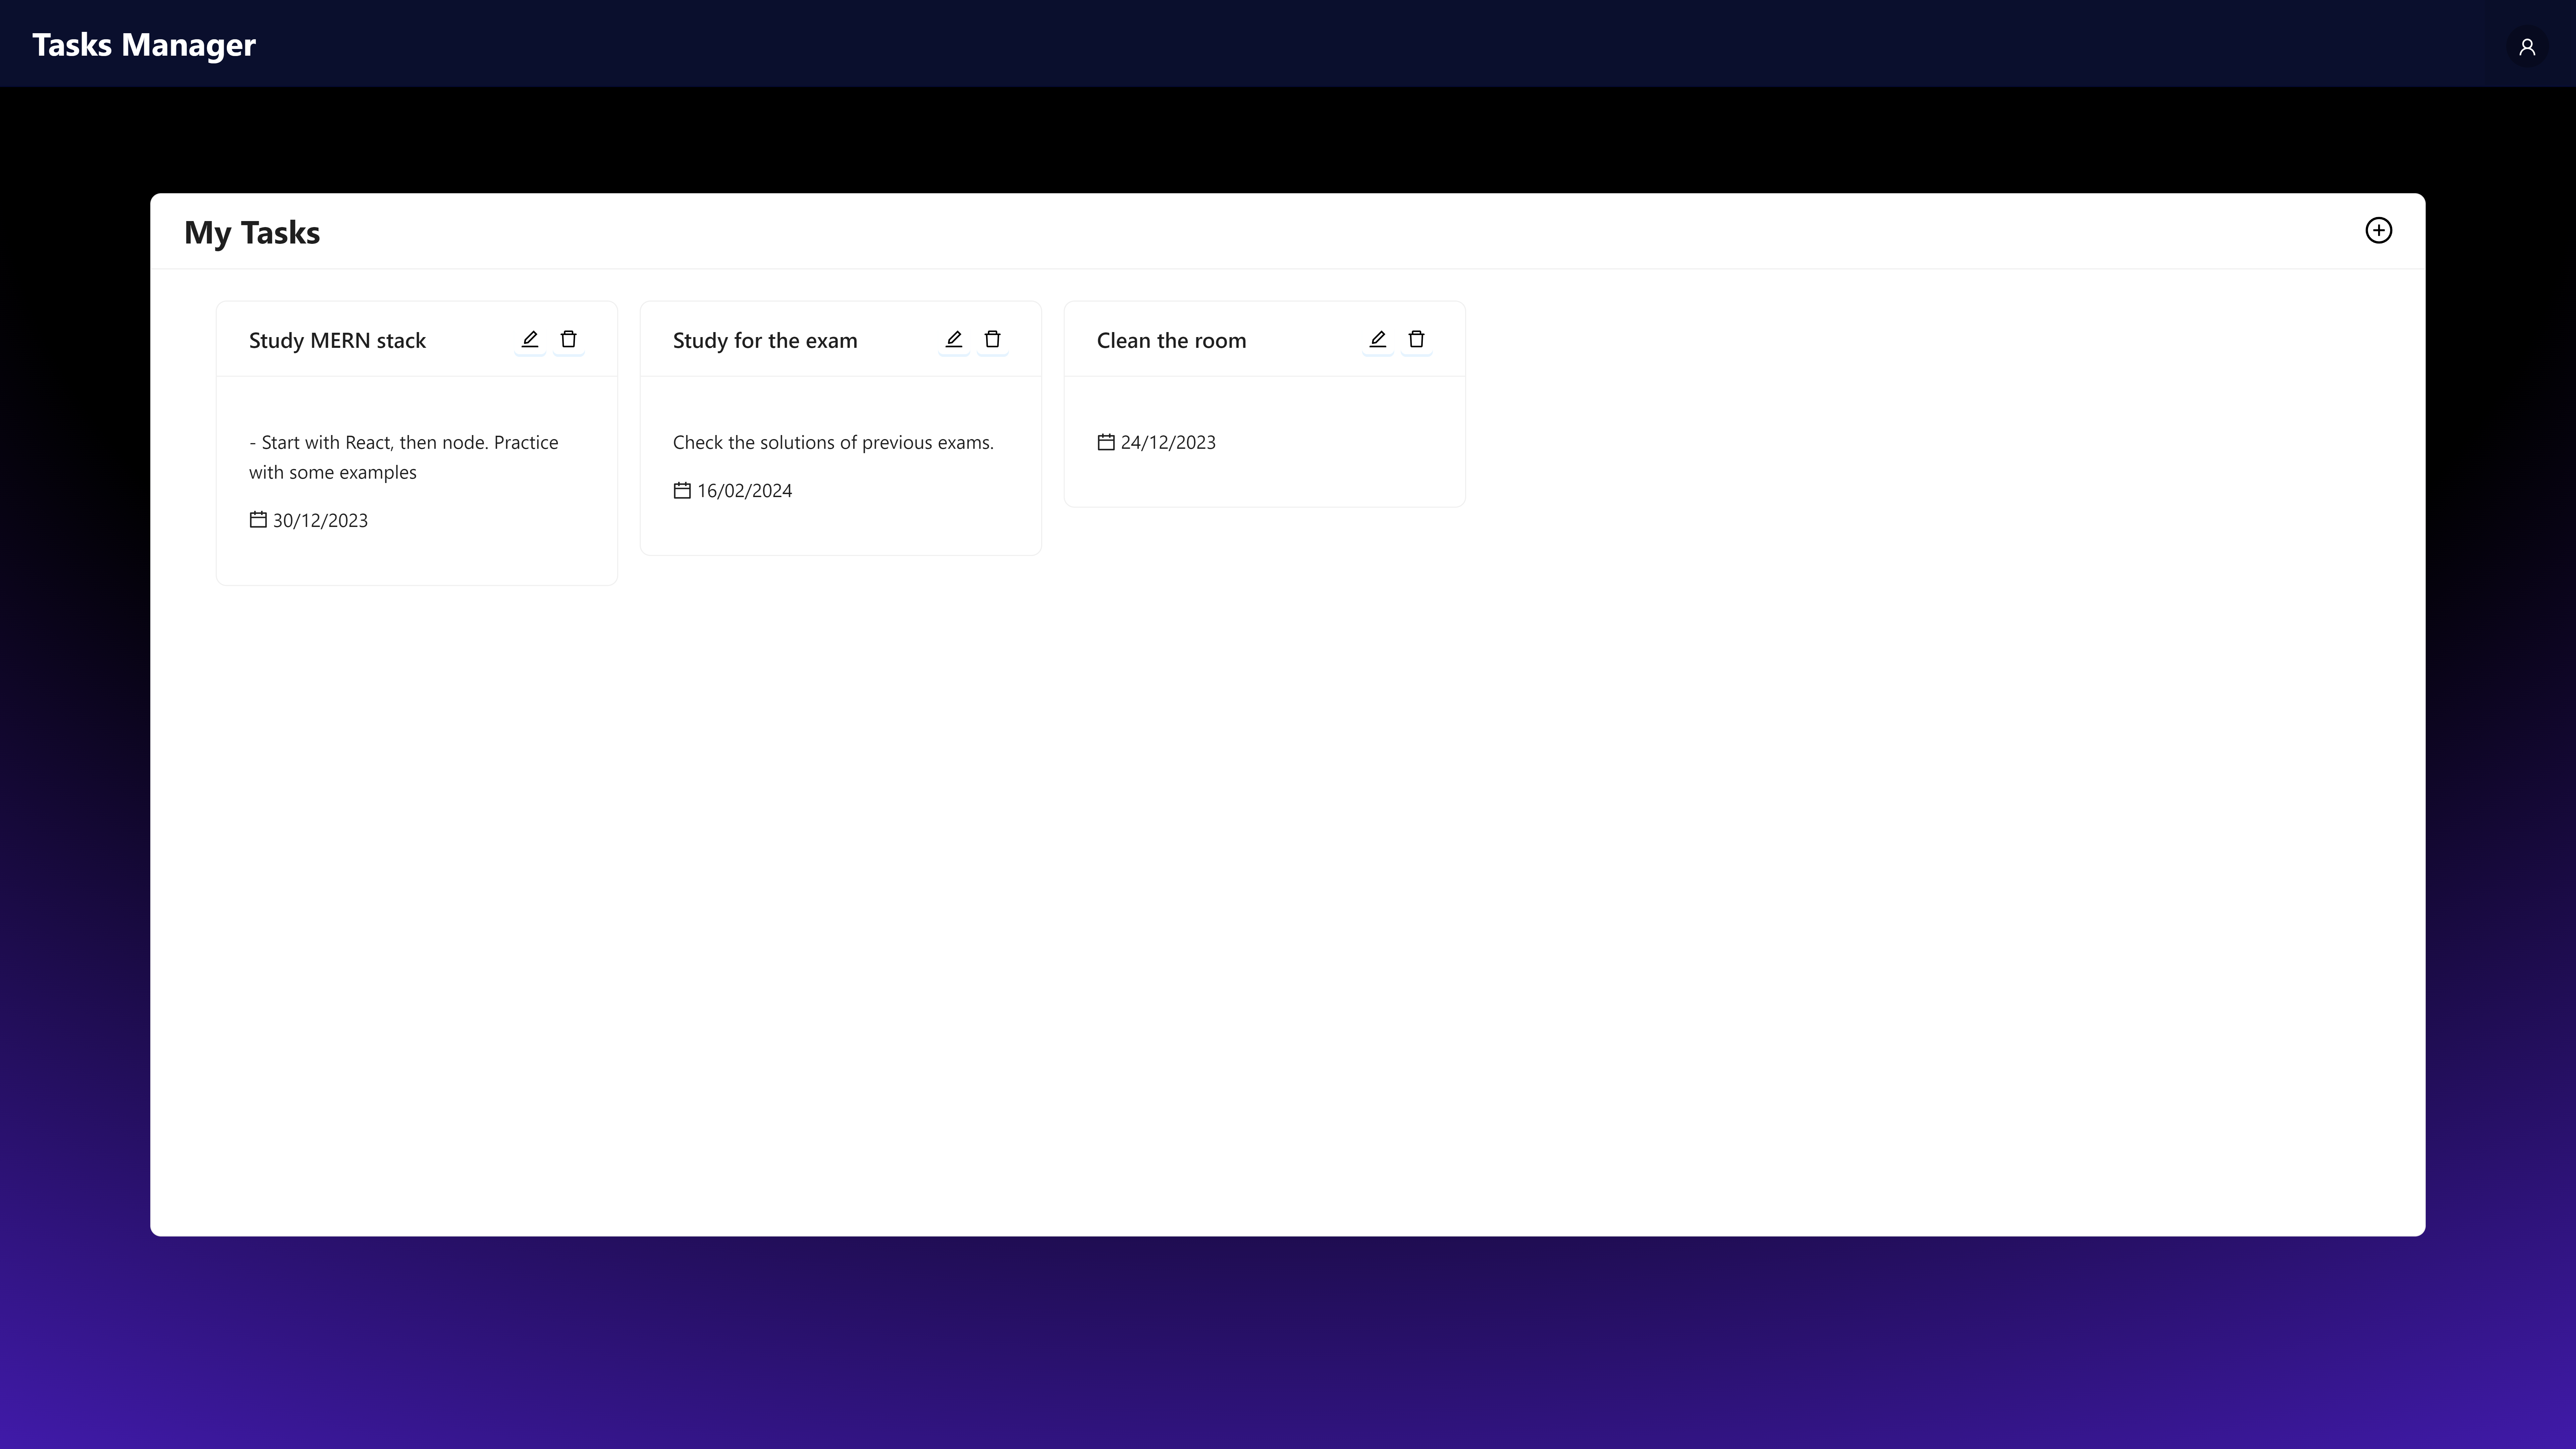 Tasks Manager
My Tasks
Study MERN stack
- Start with React, then node. Practice
with some examples
30/12/2023
Study for the exam
Check the solutions of previous exams.
16/02/2024
Clean the room
24/12/2023